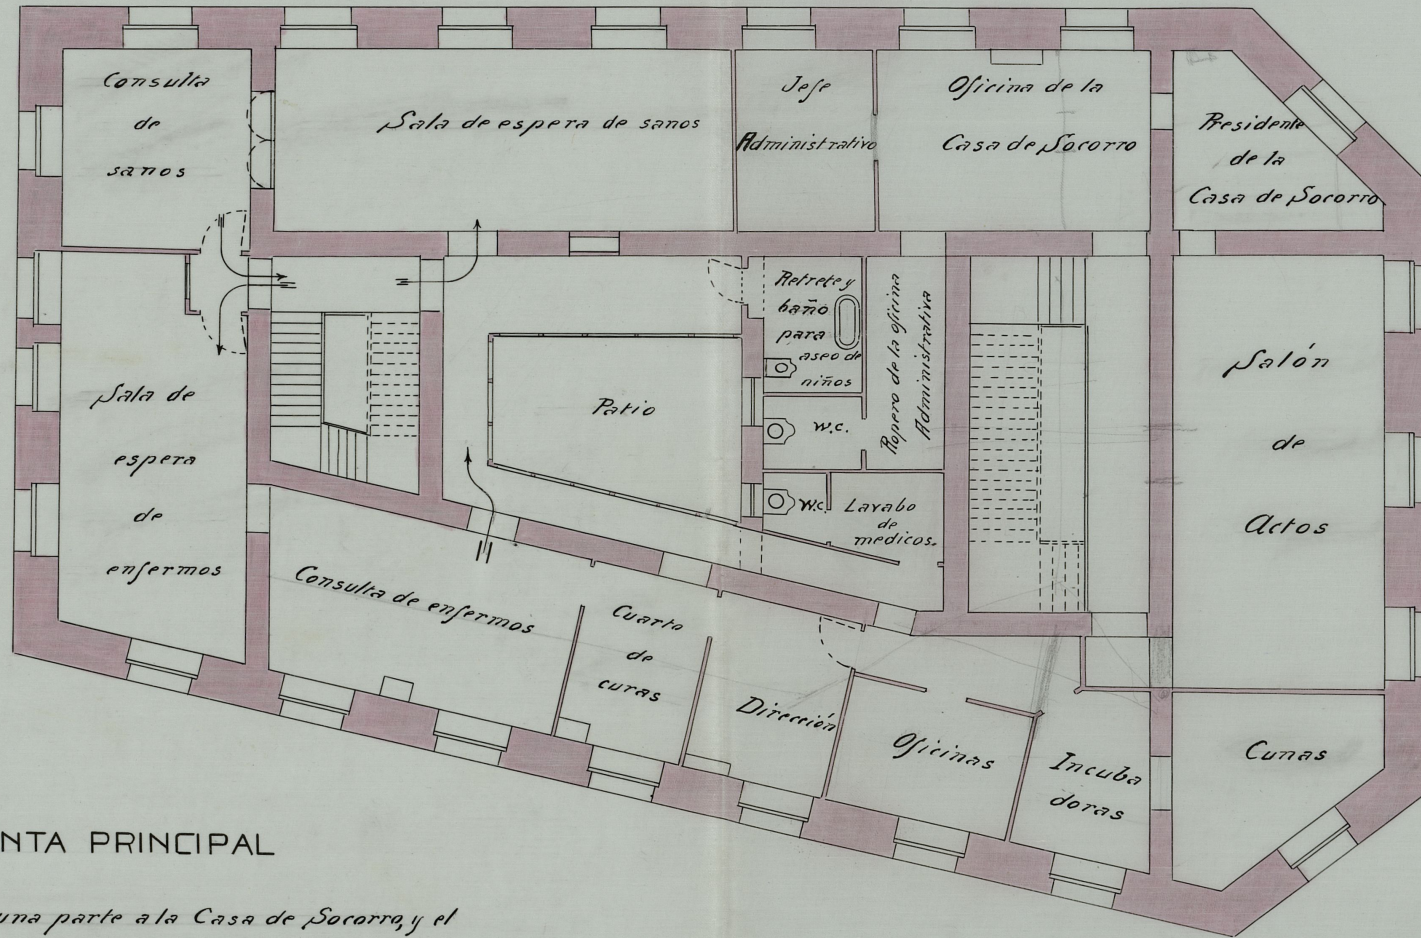 Consulta
de
sanos
Sala de espera de sanos
Jefe
Administrativo
Oficina de la
Casa de Socorro
Presidente
de la
Casa de Socorro
Sala de
espera
de
enfermos
Patio
Retrete y
baño
para
aseo de
niños
W.C.
Ropero de la oficina
Administrativa
W.C.
Lavabo
de
medicos.
Salón
de
Actos
Consulta de enfermos
Cuarto
de
curas
Dirección
Oficinas
Incuba
doras
Cunas
NTA PRINCIPAL
una parte a la Casa de Socorro, y el